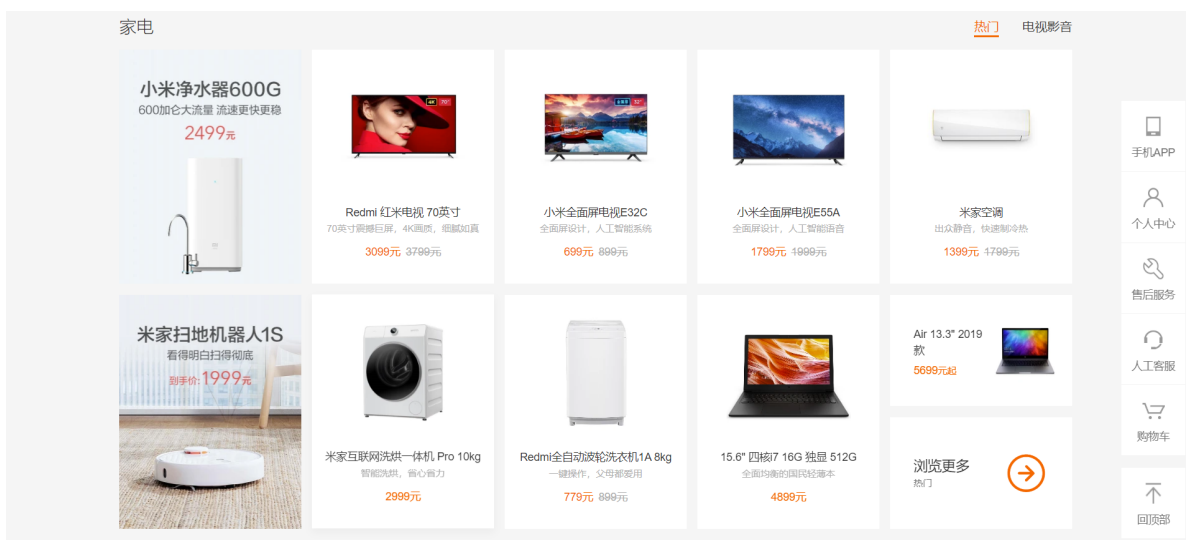 家电
热门
电视影音
小米净水器600G
600加仑大流量 流速更快更稳
2499元
4K 70"
Redmi 红米电视 70英寸
70英寸震撼巨屏，4K画质，细腻如真
3099元 3799元
全面屏 32"
小米全面屏电视E32C
全面屏设计，人工智能系统
699元 899元
小米全面屏电视E55A
全面屏设计，人工智能语音
1799元 1999元
米家空调
出众静音，快速制冷热
1399元 1799元
米家扫地机器人1S
看得明白扫得彻底
到手价:1999元
米家互联网洗烘一体机 Pro 10kg
智能洗烘，省心省力
2999元
Redmi全自动波轮洗衣机1A 8kg
一键操作，父母都爱用
779元 899元
15.6" 四核i7 16G 独显 512G
全面均衡的国民轻薄本
4899元
Air 13.3" 2019
款
5699元起
浏览更多
热门
手机APP
个人中心
售后服务
人工客服
购物车
回顶部